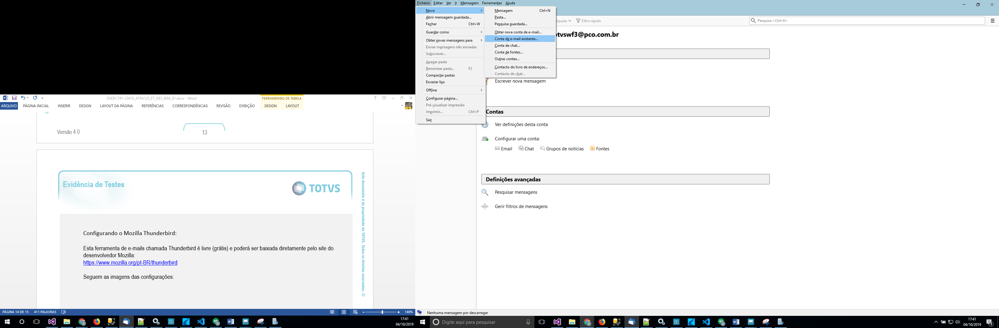 DSERCTR1-23410_ATFA125_ET_DES_BRA_01.docx - Word
FERRAMENTAS DE TABELA
?
ARQUIVO
PÁGINA INICIAL
INSERIR
DESIGN
LAYOUT DA PÁGINA
REFERÊNCIAS
CORRESPONDÊNCIAS
REVISÃO
EXIBIÇÃO
DESIGN
LAYOUT
Versão 4.0
13
Evidência de Testes
TOTVS
Este documento é de propriedade da TOTVS. Todos os direitos reservados. ©
Configurando o Mozilla Thunderbird:
Esta ferramenta de e-mails chamada Thunderbird é livre (grátis) e poderá ser baixada diretamente pelo site do
desenvolvedor Mozilla:
https://www.mozilla.org/pt-BR/thunderbird
Seguem as imagens das configurações:
PÁGINA 14 DE 15
411 PALAVRAS
140%
17:41
04/10/2019
Ficheiro
Editar
Ver
Ir
Mensagem
Ferramentas
Ajuda
Novo
Abrir mensagem guardada...
Fechar Ctrl+W
Guardar como
Obter novas mensagens para
Enviar mensagens não enviadas
Subscrever...
Apagar pasta
Renomear pasta... F2
Compactar pastas
Esvaziar lixo
Offline
Configurar página...
Pré-visualizar impressão
Imprimir... Ctrl+P
Sair
Mensagem Ctrl+N
Pasta...
Pesquisa guardada...
Obter nova conta de e-mail...
Conta de e-mail existente...
Conta de chat...
Conta de fontes...
Outras contas...
Contacto do livro de endereços...
Contacto de chat...
tiqueta
Filtro rápido
Pesquisa <Ctrl+K>
otvswf3@pco.com.br
Escrever nova mensagem
Contas
Ver definições desta conta
Configurar uma conta:
Email
Chat
Grupos de notícias
Fontes
Definições avançadas
Pesquisar mensagens
Gerir filtros de mensagens
Nenhuma mensagem por descarregar
Digite aqui para pesquisar
17:41
04/10/2019
1